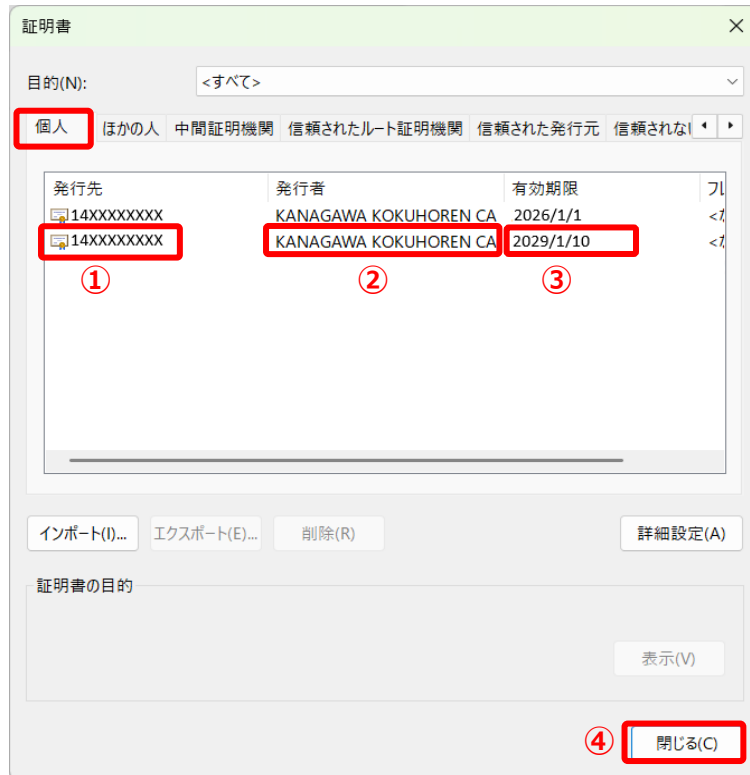 証明書
目的(N): <すべて>
個人 ほかの人 中間証明機関 信頼されたルート証明機関 信頼された発行元 信頼されない
発行先 発行者 有効期限 フレ
14XXXXXXXX KANAGAWA KOKUHOREN CA 2026/1/1 <な
14XXXXXXXX KANAGAWA KOKUHOREN CA 2029/1/10 <な
① ② ③
インポート(I)... エクスポート(E)... 削除(R) 詳細設定(A)
証明書の目的
表示(V)
④ 閉じる(C)